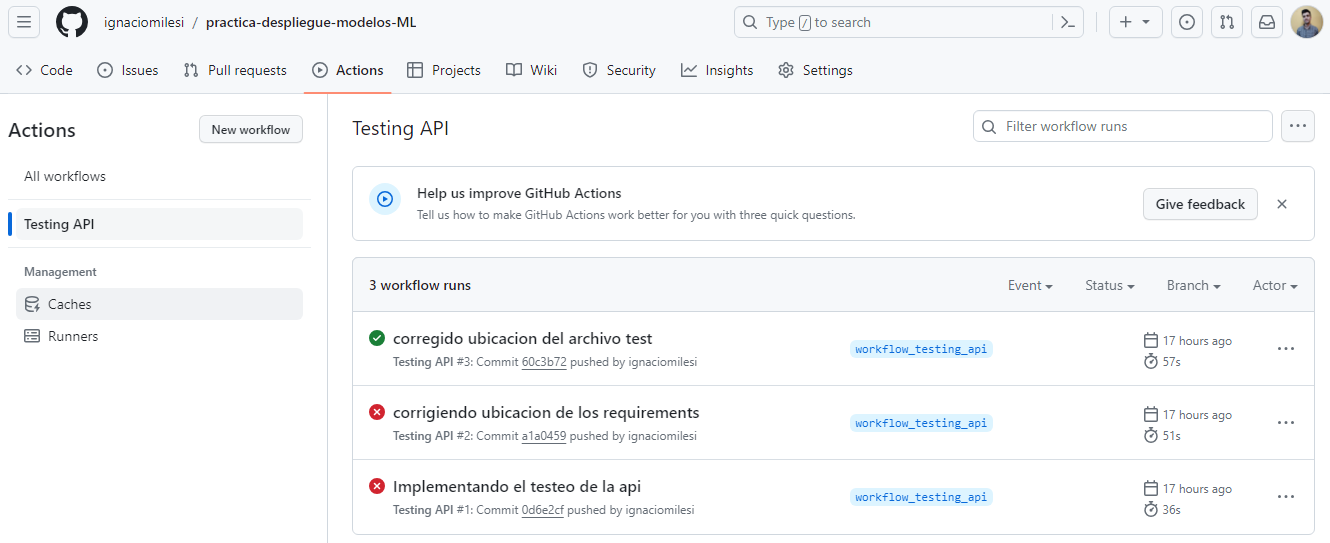 ignaciomilesi / practica-despliegue-modelos-ML
Type / to search
Code Issues Pull requests Actions Projects Wiki Security Insights Settings
Actions
New workflow
All workflows
Testing API
Management
Caches
Runners
Testing API
Filter workflow runs
Help us improve GitHub Actions
Tell us how to make GitHub Actions work better for you with three quick questions.
Give feedback
3 workflow runs
Event Status Branch Actor
corregido ubicacion del archivo test
Testing API #3: Commit 60c3b72 pushed by ignaciomilesi
workflow_testing_api
17 hours ago
57s
corrigiendo ubicacion de los requirements
Testing API #2: Commit a1a0459 pushed by ignaciomilesi
workflow_testing_api
17 hours ago
51s
Implementando el testeo de la api
Testing API #1: Commit 0d6e2cf pushed by ignaciomilesi
workflow_testing_api
17 hours ago
36s